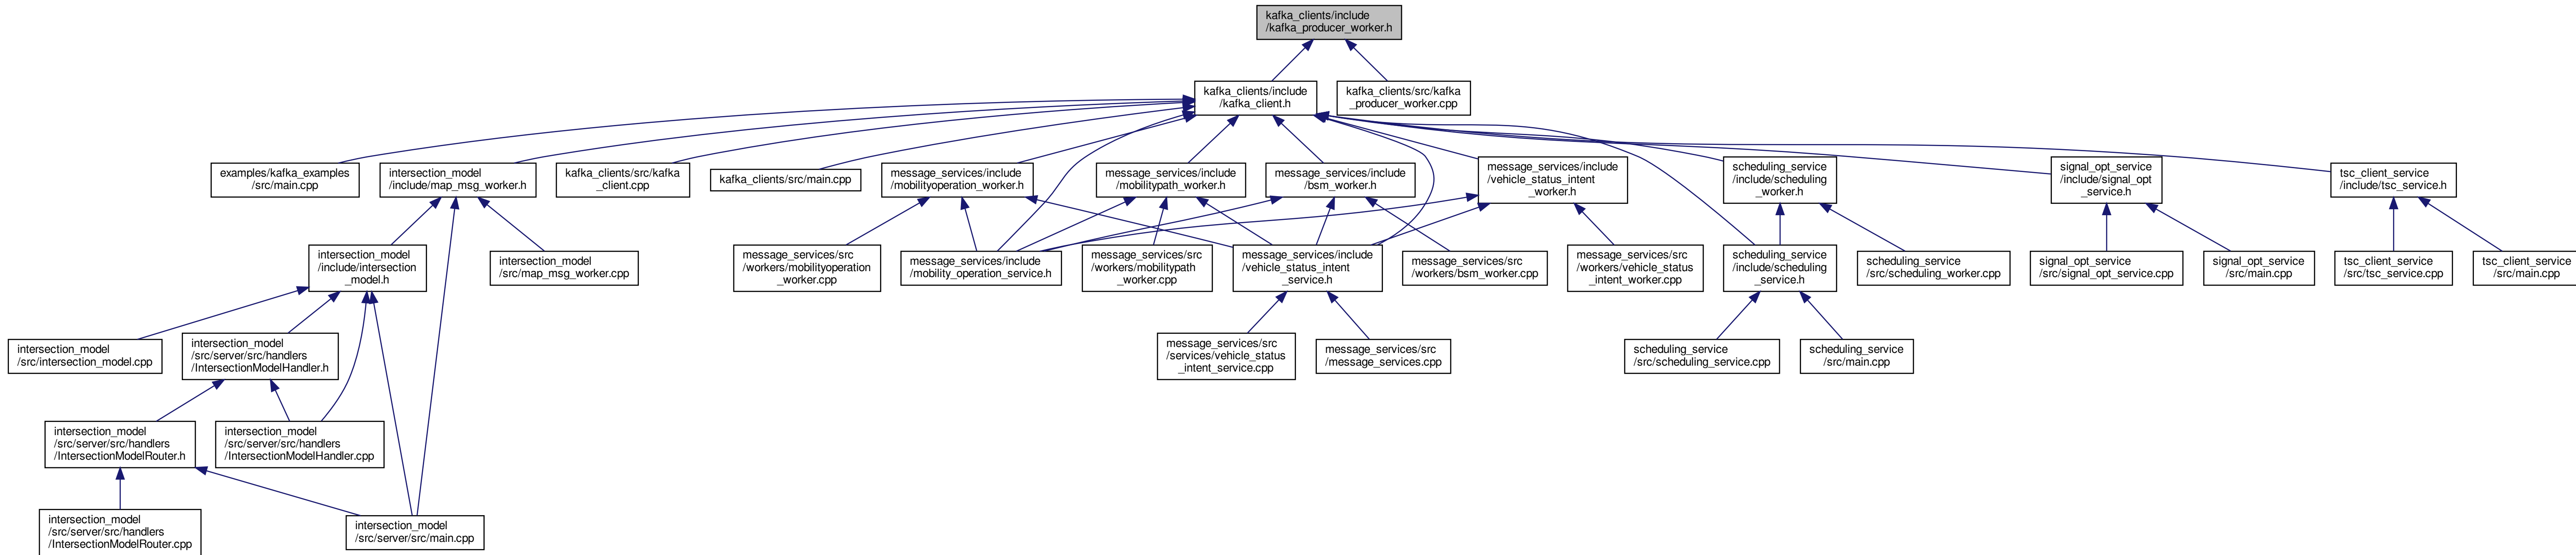 kafka_clients/include
/kafka_producer_worker.h
kafka_clients/include
/kafka_client.h
kafka_clients/src/kafka
_producer_worker.cpp
examples/kafka_examples
/src/main.cpp
intersection_model
/include/map_msg_worker.h
kafka_clients/src/kafka
_client.cpp
kafka_clients/src/main.cpp
message_services/include
/mobilityoperation_worker.h
message_services/include
/mobilitypath_worker.h
message_services/include
/bsm_worker.h
message_services/include
/vehicle_status_intent
_worker.h
scheduling_service
/include/scheduling
_worker.h
signal_opt_service
/include/signal_opt
_service.h
tsc_client_service
/include/tsc_service.h
intersection_model
/include/intersection
_model.h
intersection_model
/src/map_msg_worker.cpp
message_services/src
/workers/mobilityoperation
_worker.cpp
message_services/include
/mobility_operation_service.h
message_services/src
/workers/mobilitypath
_worker.cpp
message_services/include
/vehicle_status_intent
_service.h
message_services/src
/workers/bsm_worker.cpp
message_services/src
/workers/vehicle_status
_intent_worker.cpp
scheduling_service
/include/scheduling
_service.h
scheduling_service
/src/scheduling_worker.cpp
signal_opt_service
/src/signal_opt_service.cpp
signal_opt_service
/src/main.cpp
tsc_client_service
/src/tsc_service.cpp
tsc_client_service
/src/main.cpp
intersection_model
/src/intersection_model.cpp
intersection_model
/src/server/src/handlers
/IntersectionModelHandler.h
message_services/src
/services/vehicle_status
_intent_service.cpp
message_services/src
/message_services.cpp
scheduling_service
/src/scheduling_service.cpp
scheduling_service
/src/main.cpp
intersection_model
/src/server/src/handlers
/IntersectionModelRouter.h
intersection_model
/src/server/src/handlers
/IntersectionModelHandler.cpp
intersection_model
/src/server/src/handlers
/IntersectionModelRouter.cpp
intersection_model
/src/server/src/main.cpp